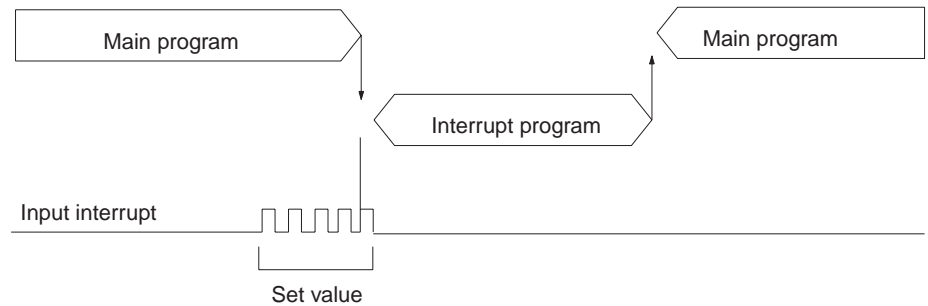 Main program
Main program
Interrupt program
Input interrupt
Set value